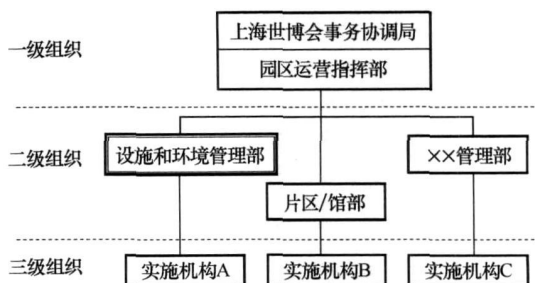 上海世博会事务协调局
一级组织
园区运营指挥部
二级组织
设施和环境管理部
××管理部
片区/馆部
三级组织
实施机构A
实施机构B
实施机构C